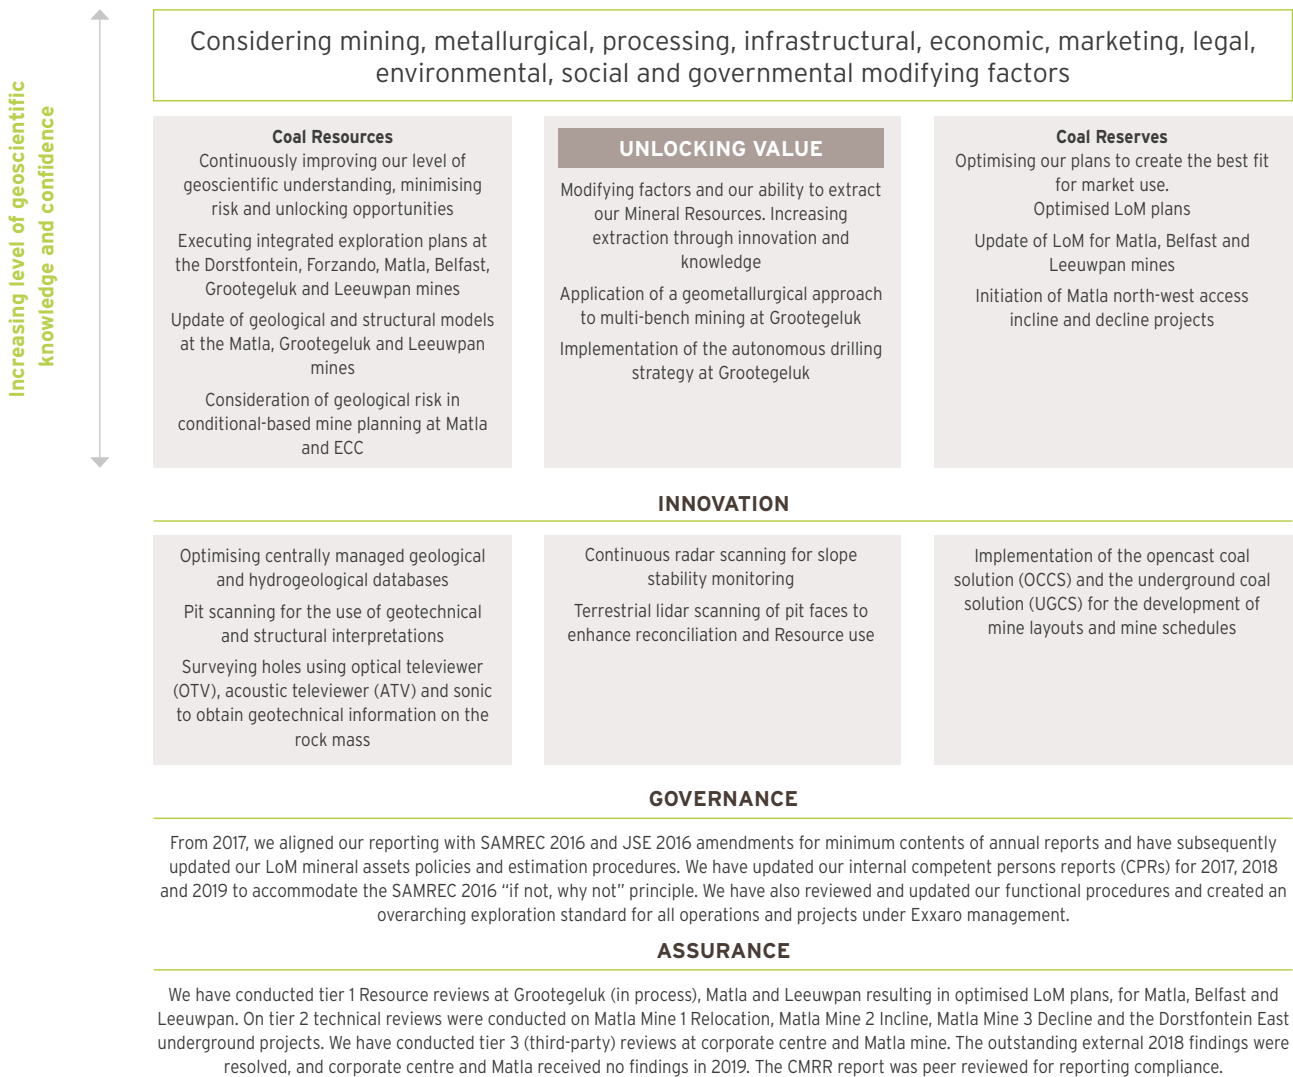 Increasing level of geoscientific
knowledge and confidence
Considering mining, metallurgical, processing, infrastructural, economic, marketing, legal,
environmental, social and governmental modifying factors
Coal Resources
Continuously improving our level of
geoscientific understanding, minimising
risk and unlocking opportunities
Executing integrated exploration plans at
the Dorstfontein, Forzando, Matla, Belfast,
Grootegeluk and Leeuwpan mines
Update of geological and structural models
at the Matla, Grootegeluk and Leeuwpan
mines
Consideration of geological risk in
conditional-based mine planning at Matla
and ECC
UNLOCKING VALUE
Modifying factors and our ability to extract
our Mineral Resources. Increasing
extraction through innovation and
knowledge
Application of a geometallurgical approach
to multi-bench mining at Grootegeluk
Implementation of the autonomous drilling
strategy at Grootegeluk
Coal Reserves
Optimising our plans to create the best fit
for market use.
Optimised LoM plans
Update of LoM for Matla, Belfast and
Leeuwpan mines
Initiation of Matla north-west access
incline and decline projects
INNOVATION
Optimising centrally managed geological
and hydrogeological databases
Pit scanning for the use of geotechnical
and structural interpretations
Surveying holes using optical televiewer
(OTV), acoustic televiewer (ATV) and sonic
to obtain geotechnical information on the
rock mass
Continuous radar scanning for slope
stability monitoring
Terrestrial lidar scanning of pit faces to
enhance reconciliation and Resource use
Implementation of the opencast coal
solution (OCCS) and the underground coal
solution (UGCS) for the development of
mine layouts and mine schedules
GOVERNANCE
From 2017, we aligned our reporting with SAMREC 2016 and JSE 2016 amendments for minimum contents of annual reports and have subsequently
updated our LoM mineral assets policies and estimation procedures. We have updated our internal competent persons reports (CPRs) for 2017, 2018
and 2019 to accommodate the SAMREC 2016 “if not, why not” principle. We have also reviewed and updated our functional procedures and created an
overarching exploration standard for all operations and projects under Exxaro management.
ASSURANCE
We have conducted tier 1 Resource reviews at Grootegeluk (in process), Matla and Leeuwpan resulting in optimised LoM plans, for Matla, Belfast and
Leeuwpan. On tier 2 technical reviews were conducted on Matla Mine 1 Relocation, Matla Mine 2 Incline, Matla Mine 3 Decline and the Dorstfontein East
underground projects. We have conducted tier 3 (third-party) reviews at corporate centre and Matla mine. The outstanding external 2018 findings were
resolved, and corporate centre and Matla received no findings in 2019. The CMRR report was peer reviewed for reporting compliance.